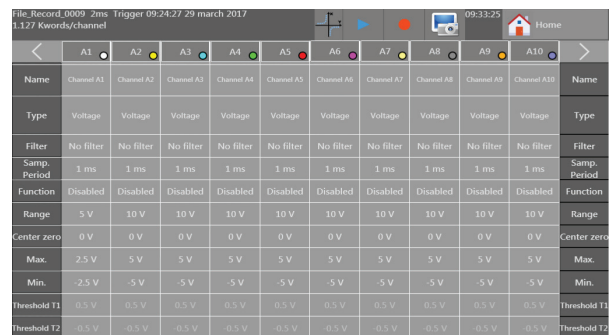 File_Record_0009 2ms Trigger 09:24:27 29 march 2017
1.127 Kwords/channel
09:33:25
Home
A1 A2 A3 A4 A5 A6 A7 A8 A9 A10
Name Channel A1 Channel A2 Channel A3 Channel A4 Channel A5 Channel A6 Channel A7 Channel A8 Channel A9 Channel A10 Name
Type Voltage Voltage Voltage Voltage Voltage Voltage Voltage Voltage Voltage Voltage Type
Filter No filter No filter No filter No filter No filter No filter No filter No filter No filter No filter Filter
Samp. Period 1 ms 1 ms 1 ms 1 ms 1 ms 1 ms 1 ms 1 ms 1 ms 1 ms Samp. Period
Function Disabled Disabled Disabled Disabled Disabled Disabled Disabled Disabled Disabled Disabled Function
Range 5 V 10 V 10 V 10 V 10 V 10 V 10 V 10 V 10 V 10 V Range
Center zero 0 V 0 V 0 V 0 V 0 V 0 V 0 V 0 V 0 V 0 V Center zero
Max. 2.5 V 5 V 5 V 5 V 5 V 5 V 5 V 5 V 5 V 5 V Max.
Min. -2.5 V -5 V -5 V -5 V -5 V -5 V -5 V -5 V -5 V -5 V Min.
Threshold T1 0.5 V 0.5 V 0.5 V 0.5 V 0.5 V 0.5 V 0.5 V 0.5 V 0.5 V 0.5 V Threshold T1
Threshold T2 -0.5 V -0.5 V -0.5 V -0.5 V -0.5 V -0.5 V -0.5 V -0.5 V -0.5 V -0.5 V Threshold T2